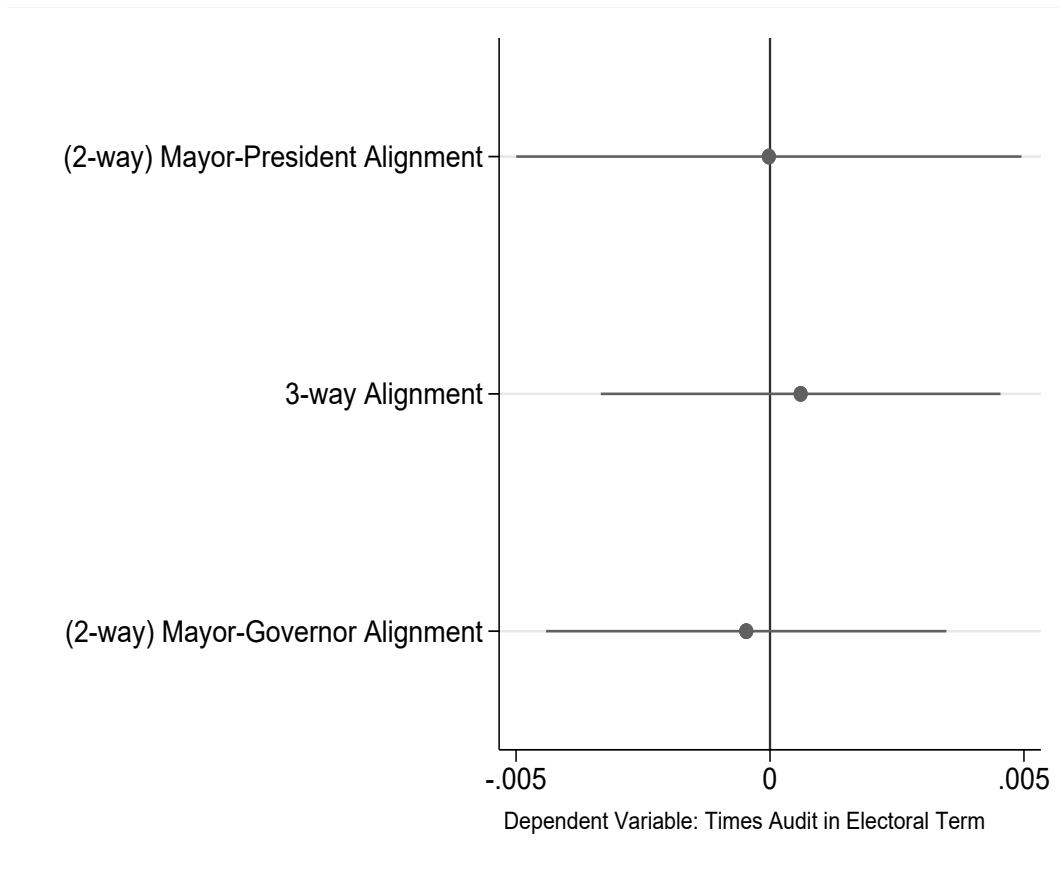 (2-way) Mayor-President Alignment
3-way Alignment
(2-way) Mayor-Governor Alignment
-.005 0 .005
Dependent Variable: Times Audit in Electoral Term